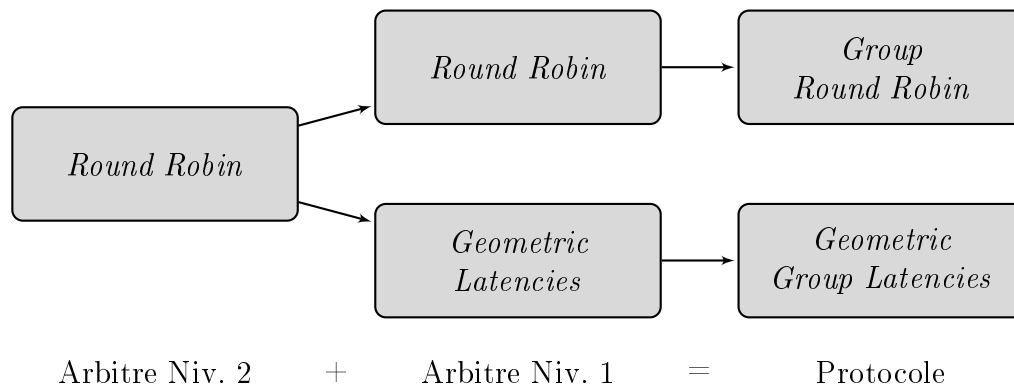 Round Robin
Round Robin
Group
Round Robin
Geometric
Latencies
Geometric
Group Latencies
Arbitre Niv. 2 + Arbitre Niv. 1 = Protocole